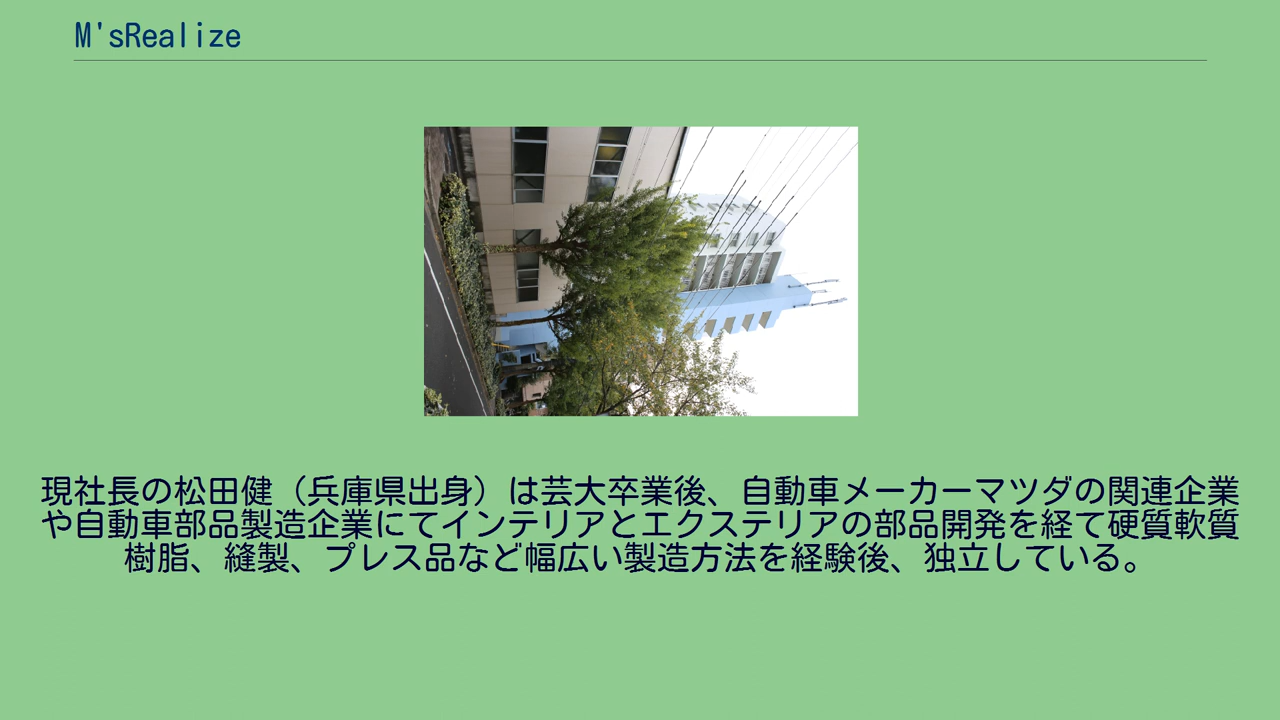 M'sRealize
現社長の松田健（兵庫県出身）は芸大卒業後、自動車メーカーマツダの関連企業
や自動車部品製造企業にてインテリアとエクステリアの部品開発を経て硬質軟質
樹脂、縫製、プレス品など幅広い製造方法を経験後、独立している。